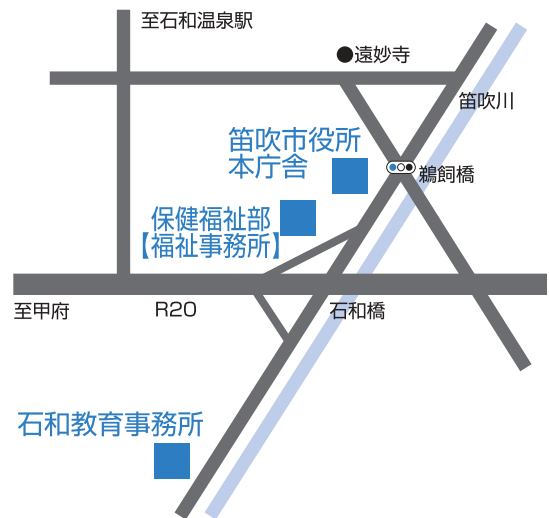 至石和温泉駅
●遠妙寺
笛吹川
笛吹市役所
本庁舎
鵜飼橋
保健福祉部
【福祉事務所】
至甲府
R20
石和橋
石和教育事務所